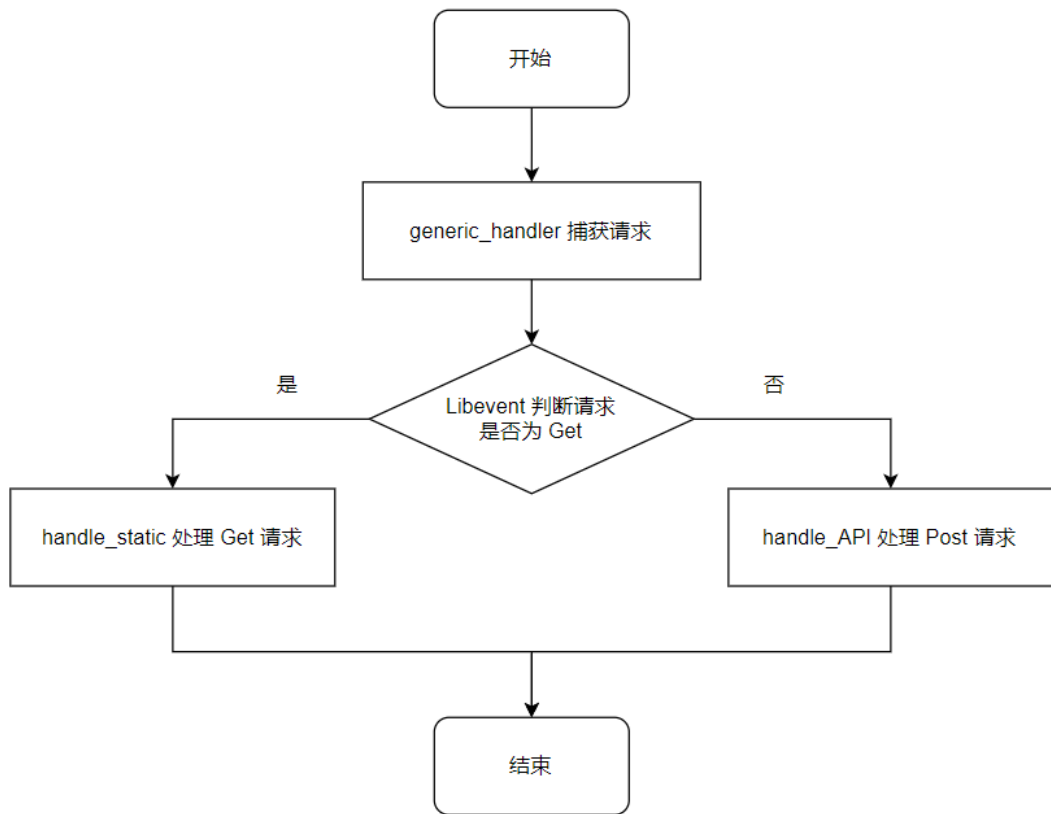 开始
generic_handler 捕获请求
是
否
Libevent 判断请求
是否为 Get
handle_static 处理 Get 请求
handle_API 处理 Post 请求
结束